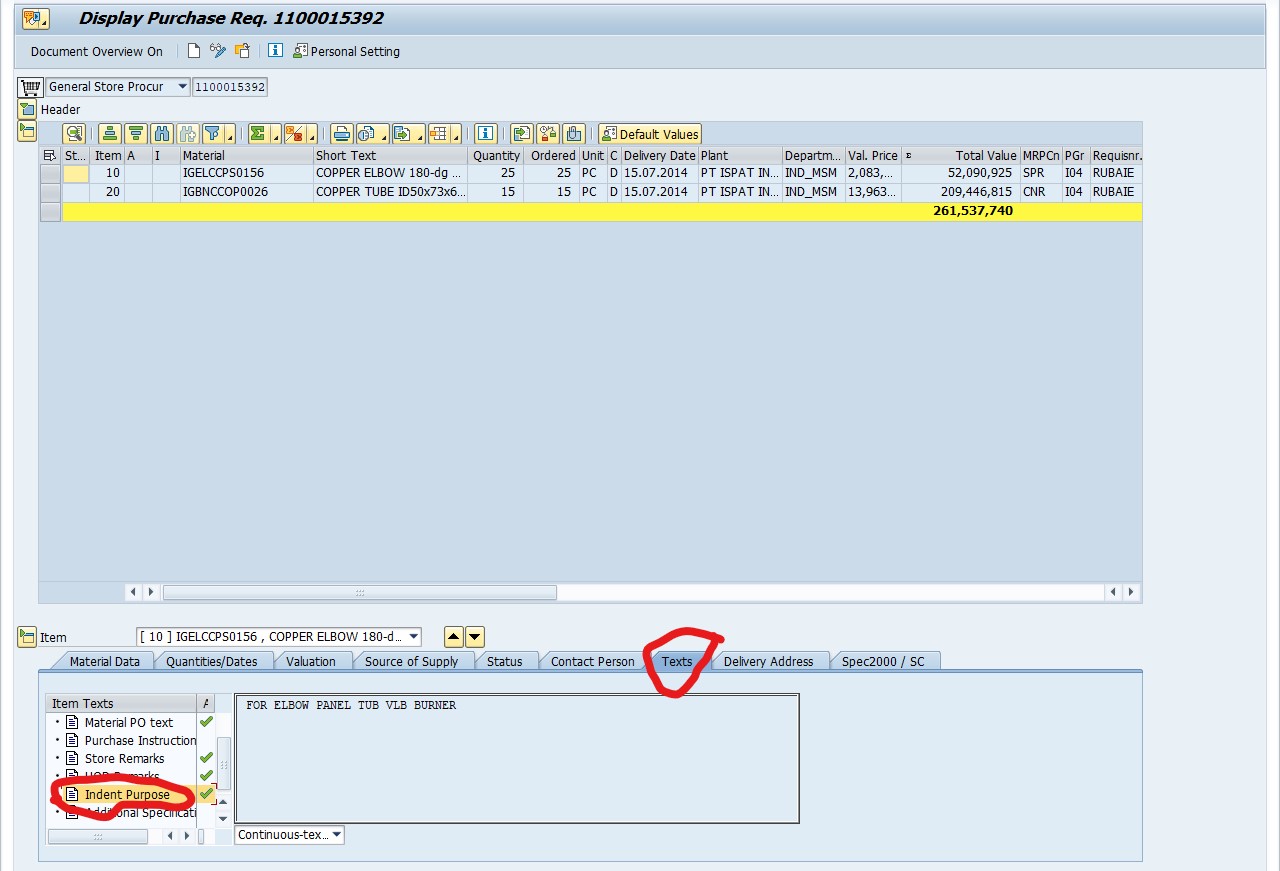 Display Purchase Req. 1100015392
Document Overview On Personal Setting
General Store Procur 1100015392
Header
Default Values
St... Item A I Material Short Text Quantity Ordered Unit C Delivery Date Plant Departm... Val. Price Total Value MRPCn PGr Requisnr.
10 IGELCCPS0156 COPPER ELBOW 180-dg ... 25 25 PC D 15.07.2014 PT ISPAT IN... IND_MSM 2,083,... 52,090,925 SPR I04 RUBAIE
20 IGBNCCOP0026 COPPER TUBE ID50x73x6... 15 15 PC D 15.07.2014 PT ISPAT IN... IND_MSM 13,963... 209,446,815 CNR I04 RUBAIE
261,537,740
Item [ 10 ] IGELCCPS0156 , COPPER ELBOW 180-d...
Material Data Quantities/Dates Valuation Source of Supply Status Contact Person Texts Delivery Address Spec2000 / SC
Item Texts A
FOR ELBOW PANEL TUB VLB BURNER
Material PO text
Purchase Instruction
Store Remarks
HOD Remarks
Indent Purpose
Additional Specificati
Continuous-tex...